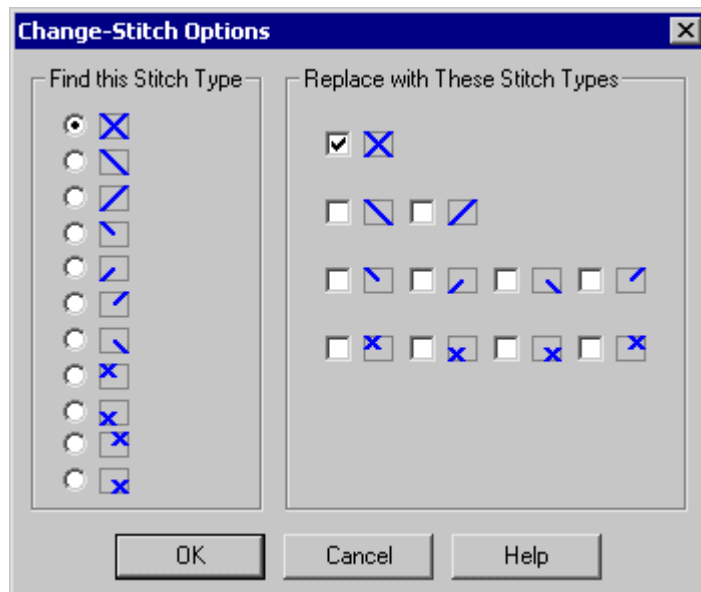 Change-Stitch Options
Find this Stitch Type
Replace with These Stitch Types
OK
Cancel
Help